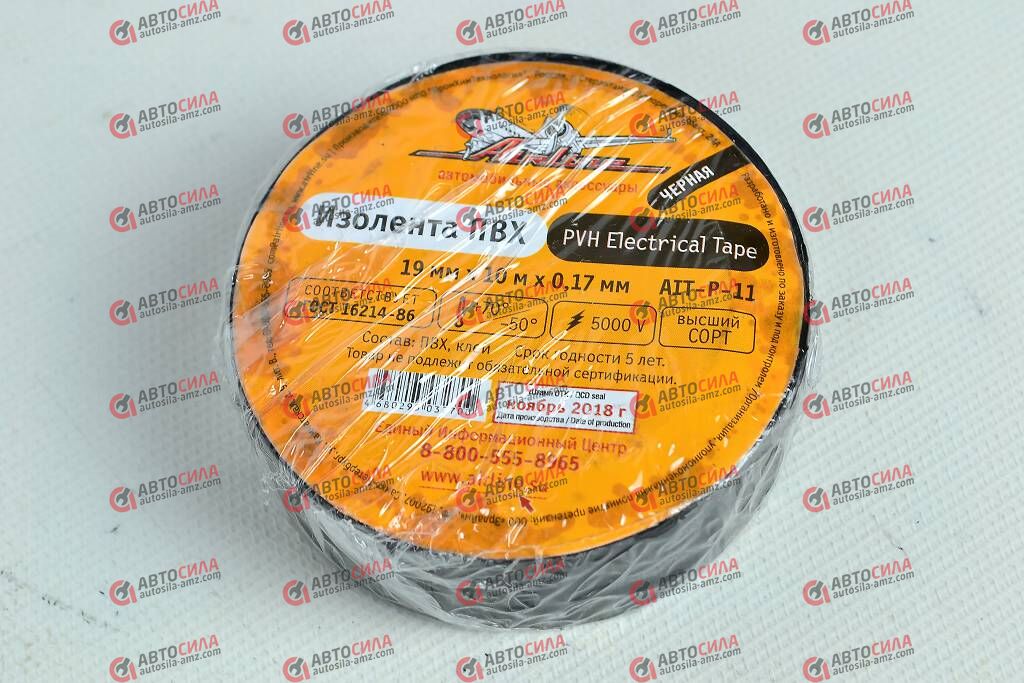 Airline
автомобильные аксессуары
ЧЕРНАЯ
Изолента ПВХ
PVH Electrical Tape
19 мм х 10 м х 0,17 мм
AIT-P-11
СООТВЕТСТВУЕТ
ГОСТ 16214-86
+70°
-50°
5000 V
ВЫСШИЙ
СОРТ
Состав: ПВХ, клей Срок годности 5 лет.
Товар не подлежит обязательной сертификации.
Штамп ОТК / QCD seal
ноябрь 2018 г
Дата производства / Date of production
Единый Информационный Центр
8-800-555-8965
Разработано и изготовлено по заказу и под контролем
АВТОСИЛА
autosila-amz.com